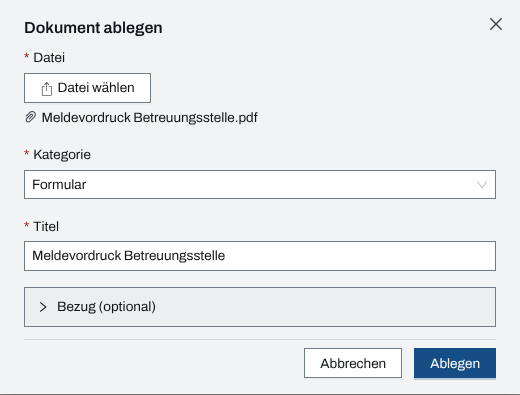 Dokument ablegen
* Datei
Datei wählen
Meldevordruck Betreuungsstelle.pdf
* Kategorie
Formular
* Titel
Meldevordruck Betreuungsstelle
Bezug (optional)
Abbrechen
Ablegen